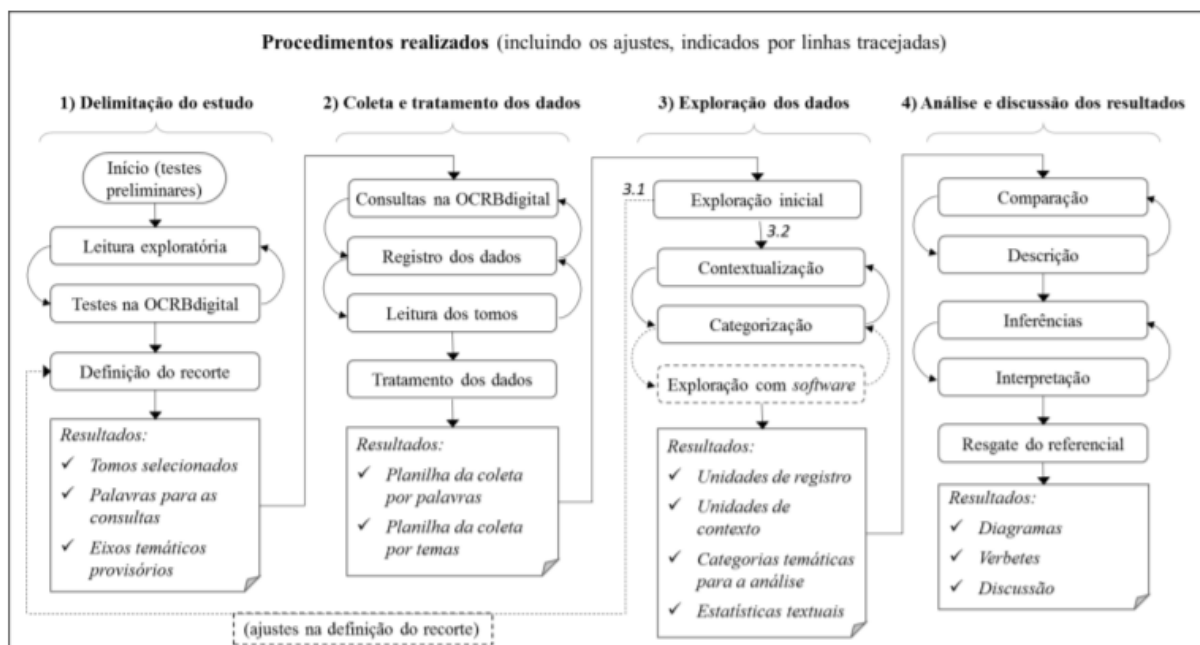 Procedimentos realizados (incluindo os ajustes, indicados por linhas tracejadas)
1) Delimitação do estudo
Início (testes
preliminares)
Leitura exploratória
Testes na OCRBdigital
Definição do recorte
Resultados:
✓ Tomos selecionados
✓ Palavras para as
consultas
✓ Eixos temáticos
provisórios
2) Coleta e tratamento dos dados
Consultas na OCRBdigital
Registro dos dados
Leitura dos tomos
Tratamento dos dados
Resultados:
✓ Planilha da coleta
por palavras
✓ Planilha da coleta
por temas
3) Exploração dos dados
3.1
Exploração inicial
3.2
Contextualização
Categorização
Exploração com software
Resultados:
✓ Unidades de registro
✓ Unidades de
contexto
✓ Categorias temáticas
para a análise
✓ Estatísticas textuais
4) Análise e discussão dos resultados
Comparação
Descrição
Inferências
Interpretação
Resgate do referencial
Resultados:
✓ Diagramas
✓ Verbetes
✓ Discussão
(ajustes na definição do recorte)